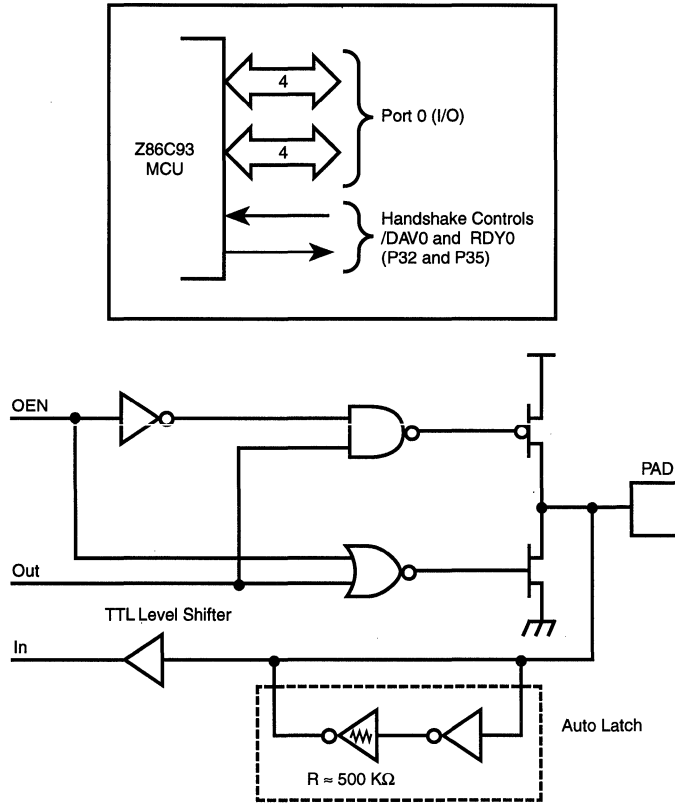 4
Port 0 (I/O)
Z86C93
MCU
4
Handshake Controls
/DAV0 and RDY0
(P32 and P35)
OEN
PAD
Out
TTL Level Shifter
In
Auto Latch
R ≈ 500 KΩ